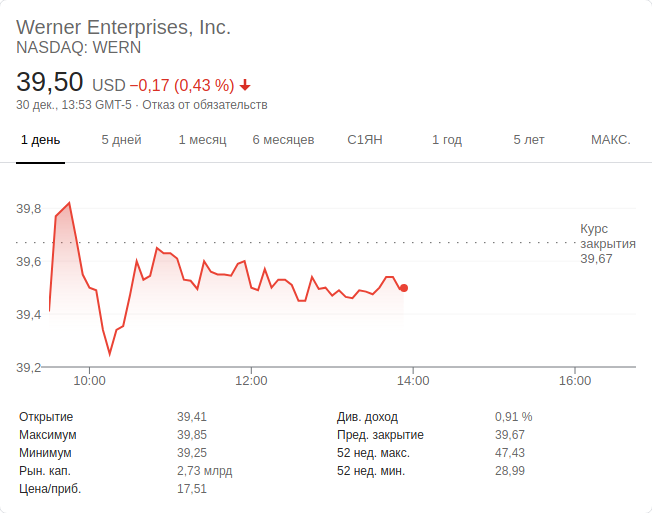 Werner Enterprises, Inc.
NASDAQ: WERN
39,50 USD −0,17 (0,43 %)
30 дек., 13:53 GMT-5 · Отказ от обязательств
1 день 5 дней 1 месяц 6 месяцев С1ЯН 1 год 5 лет МАКС.
39,8
39,6
39,4
39,2
Курс
закрытия
39,67
10:00 12:00 14:00 16:00
Открытие 39,41 Див. доход 0,91 %
Максимум 39,85 Пред. закрытие 39,67
Минимум 39,25 52 нед. макс. 47,43
Рын. кап. 2,73 млрд 52 нед. мин. 28,99
Цена/приб. 17,51